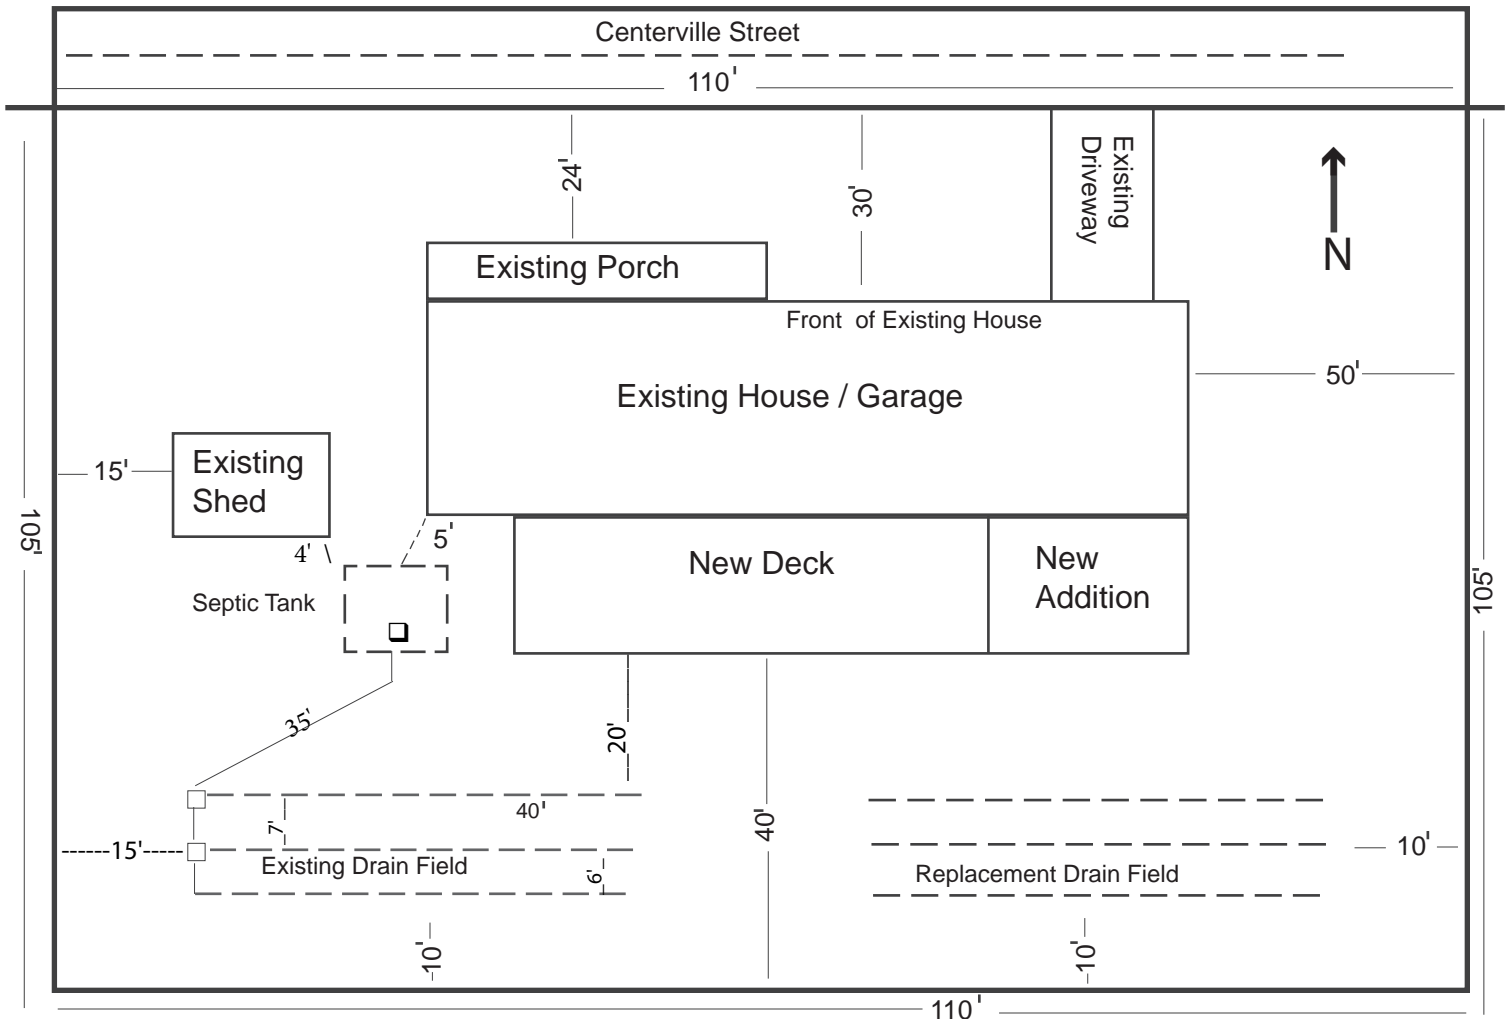 Centerville Street
110'
24'
30'
Existing
Driveway
N
Existing Porch
Front of Existing House
50'
Existing House / Garage
15'
Existing
Shed
105'
4'
5'
New Deck
New
Addition
105'
Septic Tank
35'
20'
40'
7'
40'
15'
Existing Drain Field
6'
10'
Replacement Drain Field
10'
10'
110'